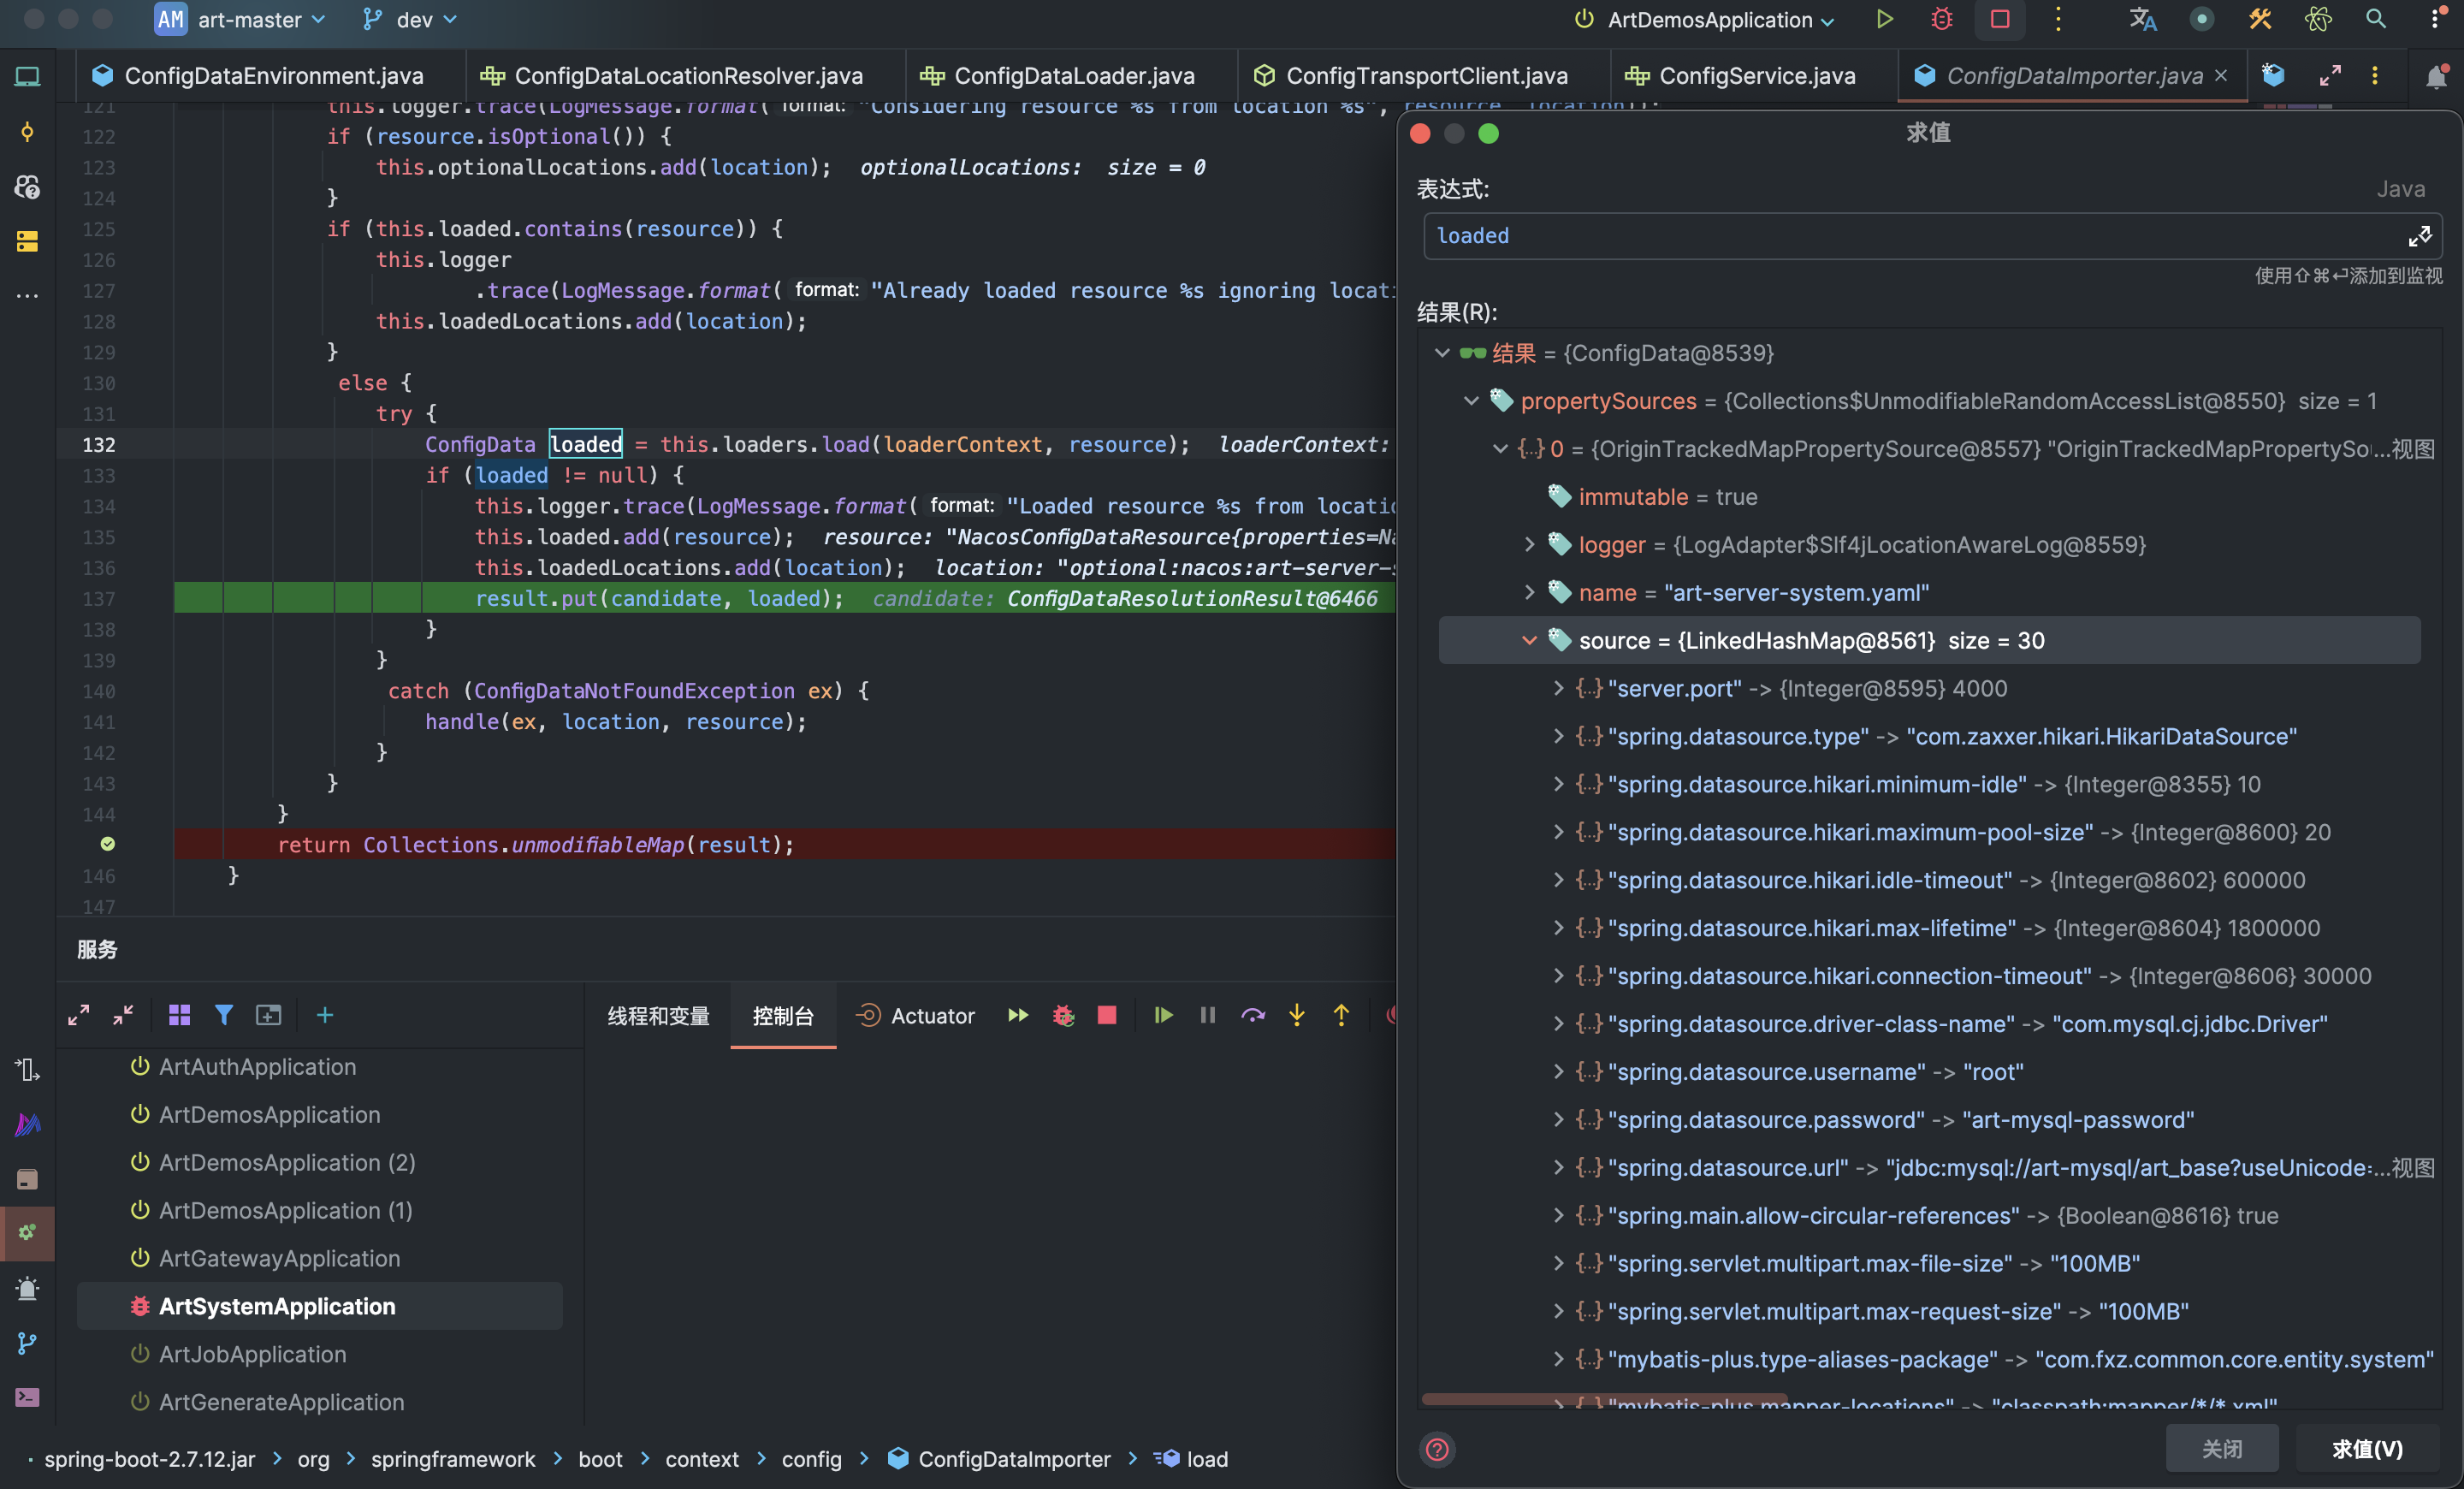 AM art-master dev ArtDemosApplication
ConfigDataEnvironment.java ConfigDataLocationResolver.java ConfigDataLoader.java ConfigTransportClient.java ConfigService.java ConfigDataImporter.java
121 this.logger.trace(LogMessage.format( format: "Considering resource %s from location %s", resource, location));
122 if (resource.isOptional()) {
123 this.optionalLocations.add(location); optionalLocations: size = 0
124 }
125 if (this.loaded.contains(resource)) {
126 this.logger
127 .trace(LogMessage.format( format: "Already loaded resource %s ignoring locati
128 this.loadedLocations.add(location);
129 }
130 else {
131 try {
132 ConfigData loaded = this.loaders.load(loaderContext, resource); loaderContext:
133 if (loaded != null) {
134 this.logger.trace(LogMessage.format( format: "Loaded resource %s from locatio
135 this.loaded.add(resource); resource: "NacosConfigDataResource{properties=Na
136 this.loadedLocations.add(location); location: "optional:nacos:art-server-s
137 result.put(candidate, loaded); candidate: ConfigDataResolutionResult@6466
138 }
139 }
140 catch (ConfigDataNotFoundException ex) {
141 handle(ex, location, resource);
142 }
143 }
144 }
return Collections.unmodifiableMap(result);
146 }
147
服务
线程和变量 控制台 Actuator
ArtAuthApplication
ArtDemosApplication
ArtDemosApplication (2)
ArtDemosApplication (1)
ArtGatewayApplication
ArtSystemApplication
ArtJobApplication
ArtGenerateApplication
spring-boot-2.7.12.jar > org > springframework > boot > context > config > ConfigDataImporter > load
求值
表达式: Java
loaded
使用⇧⌘↩添加到监视
结果(R):
结果 = {ConfigData@8539}
propertySources = {Collections$UnmodifiableRandomAccessList@8550} size = 1
{...} 0 = {OriginTrackedMapPropertySource@8557} "OriginTrackedMapPropertySo...视图
immutable = true
logger = {LogAdapter$Slf4jLocationAwareLog@8559}
name = "art-server-system.yaml"
source = {LinkedHashMap@8561} size = 30
{...} "server.port" -> {Integer@8595} 4000
{...} "spring.datasource.type" -> "com.zaxxer.hikari.HikariDataSource"
{...} "spring.datasource.hikari.minimum-idle" -> {Integer@8355} 10
{...} "spring.datasource.hikari.maximum-pool-size" -> {Integer@8600} 20
{...} "spring.datasource.hikari.idle-timeout" -> {Integer@8602} 600000
{...} "spring.datasource.hikari.max-lifetime" -> {Integer@8604} 1800000
{...} "spring.datasource.hikari.connection-timeout" -> {Integer@8606} 30000
{...} "spring.datasource.driver-class-name" -> "com.mysql.cj.jdbc.Driver"
{...} "spring.datasource.username" -> "root"
{...} "spring.datasource.password" -> "art-mysql-password"
{...} "spring.datasource.url" -> "jdbc:mysql://art-mysql/art_base?useUnicode=...视图
{...} "spring.main.allow-circular-references" -> {Boolean@8616} true
{...} "spring.servlet.multipart.max-file-size" -> "100MB"
{...} "spring.servlet.multipart.max-request-size" -> "100MB"
{...} "mybatis-plus.type-aliases-package" -> "com.fxz.common.core.entity.system"
{...} "mybatis-plus.mapper-locations" -> "classpath:mapper/*/*.xml"
关闭 求值(V)